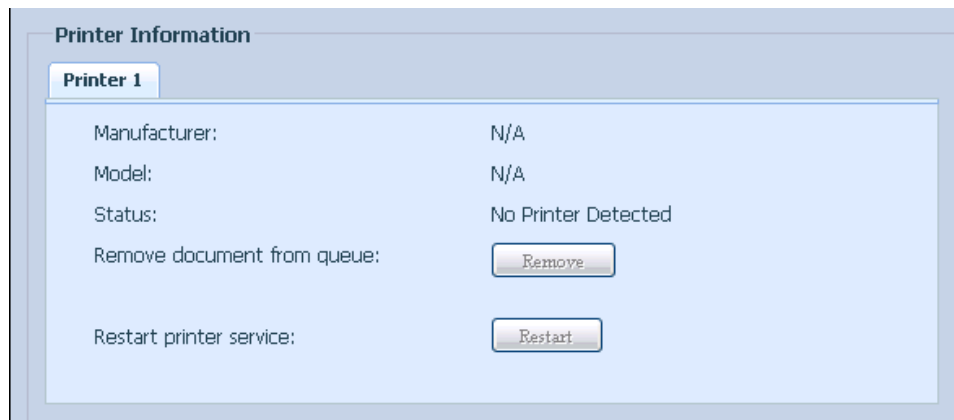 Printer Information
Printer 1
Manufacturer: N/A
Model: N/A
Status: No Printer Detected
Remove document from queue: Remove
Restart printer service: Restart